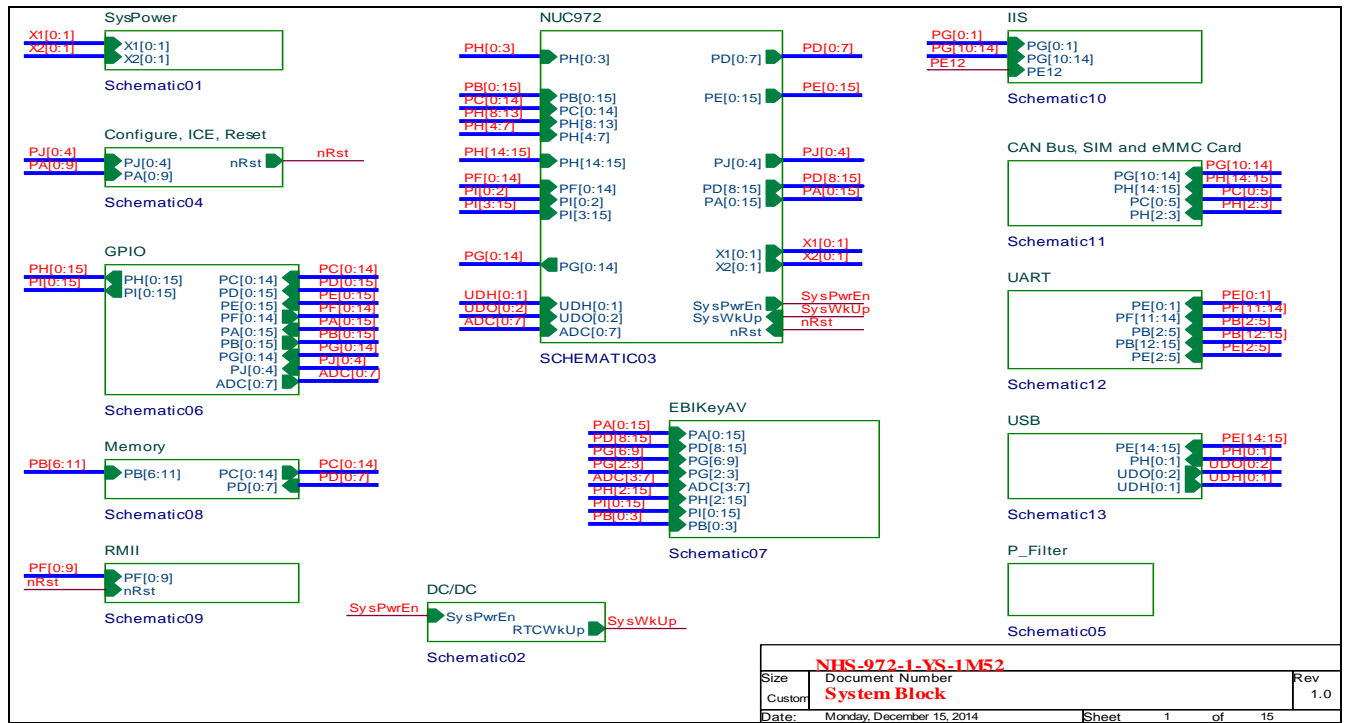 SysPower
X1[0:1]
X2[0:1]
X1[0:1]
X2[0:1]
Schematic01
Configure, ICE, Reset
PJ[0:4]
PA[0:9]
PJ[0:4]
PA[0:9]
nRst
nRst
Schematic04
GPIO
PH[0:15]
PI[0:15]
PH[0:15]
PI[0:15]
PC[0:14]
PD[0:15]
PE[0:15]
PF[0:14]
PA[0:15]
PB[0:15]
PG[0:14]
PJ[0:4]
ADC[0:7]
PC[0:14]
PD[0:15]
PE[0:15]
PF[0:14]
PA[0:15]
PB[0:15]
PG[0:14]
PJ[0:4]
ADC[0:7]
Schematic06
Memory
PB[6:11]
PB[6:11]
PC[0:14]
PD[0:7]
PC[0:14]
PD[0:7]
Schematic08
RMII
PF[0:9]
nRst
PF[0:9]
nRst
Schematic09
NUC972
PH[0:3]
PB[0:15]
PC[0:14]
PH[8:13]
PH[4:7]
PH[14:15]
PF[0:14]
PI[0:2]
PI[3:15]
PG[0:14]
UDH[0:1]
UDO[0:2]
ADC[0:7]
PH[0:3]
PB[0:15]
PC[0:14]
PH[8:13]
PH[4:7]
PH[14:15]
PF[0:14]
PI[0:2]
PI[3:15]
PG[0:14]
UDH[0:1]
UDO[0:2]
ADC[0:7]
PD[0:7]
PE[0:15]
PJ[0:4]
PD[8:15]
PA[0:15]
X1[0:1]
X2[0:1]
SysPwrEn
SysWkUp
nRst
PD[0:7]
PE[0:15]
PJ[0:4]
PD[8:15]
PA[0:15]
X1[0:1]
X2[0:1]
SysPwrEn
SysWkUp
nRst
SCHEMATIC03
EBIKeyAV
PA[0:15]
PD[8:15]
PG[6:9]
PG[2:3]
ADC[3:7]
PH[2:15]
PI[0:15]
PB[0:3]
PA[0:15]
PD[8:15]
PG[6:9]
PG[2:3]
ADC[3:7]
PH[2:15]
PI[0:15]
PB[0:3]
Schematic07
DC/DC
SysPwrEn
SysPwrEn
RTCWkUp
SysWkUp
Schematic02
IIS
PG[0:1]
PG[10:14]
PE12
PG[0:1]
PG[10:14]
PE12
Schematic10
CAN Bus, SIM and eMMC Card
PG[10:14]
PH[14:15]
PC[0:5]
PH[2:3]
PG[10:14]
PH[14:15]
PC[0:5]
PH[2:3]
Schematic11
UART
PE[0:1]
PF[11:14]
PB[2:5]
PB[12:15]
PE[2:5]
PE[0:1]
PF[11:14]
PB[2:5]
PB[12:15]
PE[2:5]
Schematic12
USB
PE[14:15]
PH[0:1]
UDO[0:2]
UDH[0:1]
PE[14:15]
PH[0:1]
UDO[0:2]
UDH[0:1]
Schematic13
P_Filter
Schematic05
NHS-972-1-YS-1M52
Size Document Number Rev
Custom System Block 1.0
Date: Monday, December 15, 2014 Sheet 1 of 15